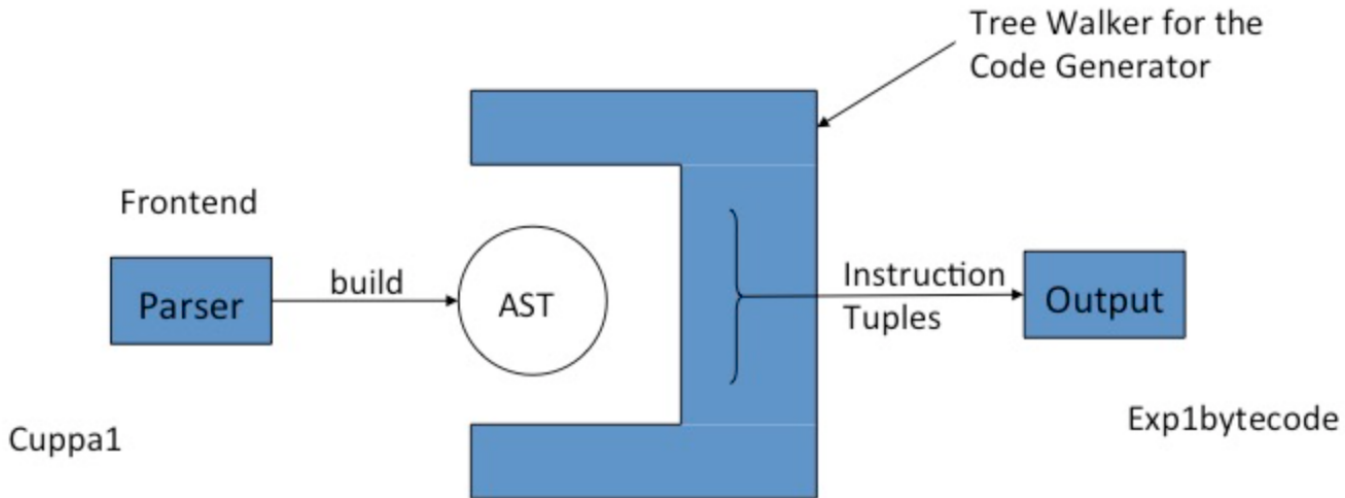 Tree Walker for the
Code Generator
Frontend
Parser
build
AST
Instruction
Tuples
Output
Cuppa1
Exp1bytecode